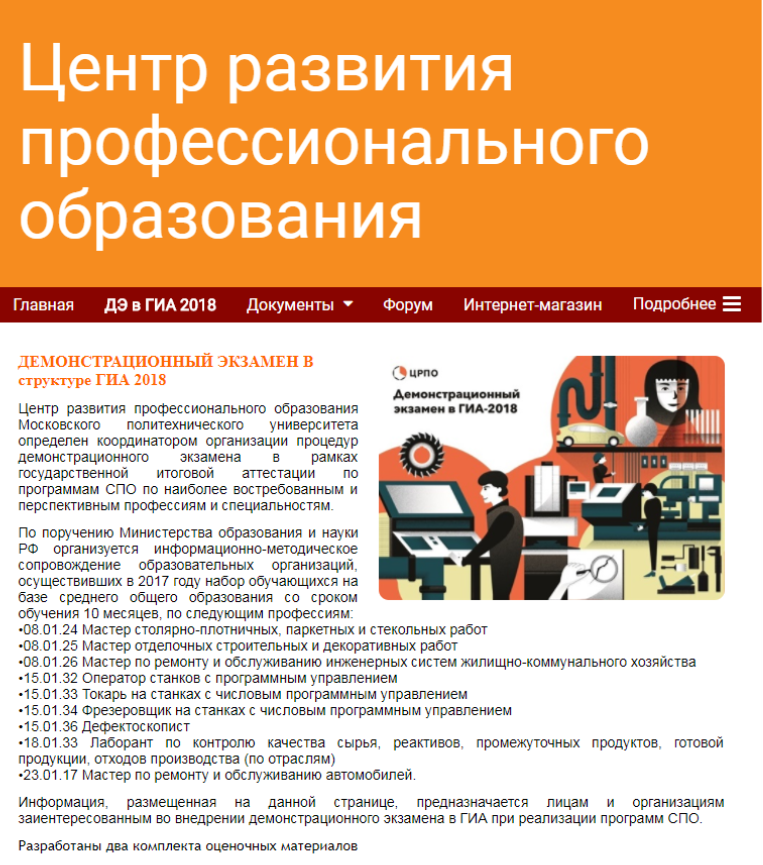 Центр развития
профессионального
образования
Главная ДЭ в ГИА 2018 Документы Форум Интернет-магазин Подробнее
ДЕМОНСТРАЦИОННЫЙ ЭКЗАМЕН В
структуре ГИА 2018
Центр развития профессионального образования
Московского политехнического университета
определен координатором организации процедур
демонстрационного экзамена в рамках
государственной итоговой аттестации по
программам СПО по наиболее востребованным и
перспективным профессиям и специальностям.
ЦРПО
Демонстрационный
экзамен в ГИА-2018
По поручению Министерства образования и науки
РФ организуется информационно-методическое
сопровождение образовательных организаций,
осуществивших в 2017 году набор обучающихся на
базе среднего общего образования со сроком
обучения 10 месяцев, по следующим профессиям:
•08.01.24 Мастер столярно-плотничных, паркетных и стекольных работ
•08.01.25 Мастер отделочных строительных и декоративных работ
•08.01.26 Мастер по ремонту и обслуживанию инженерных систем жилищно-коммунального хозяйства
•15.01.32 Оператор станков с программным управлением
•15.01.33 Токарь на станках с числовым программным управлением
•15.01.34 Фрезеровщик на станках с числовым программным управлением
•15.01.36 Дефектоскопист
•18.01.33 Лаборант по контролю качества сырья, реактивов, промежуточных продуктов, готовой
продукции, отходов производства (по отраслям)
•23.01.17 Мастер по ремонту и обслуживанию автомобилей.
Информация, размещенная на данной странице, предназначается лицам и организациям
заиентересованным во внедрении демонстрационного экзамена в ГИА при реализации программ СПО.
Разработаны два комплекта оценочных материалов